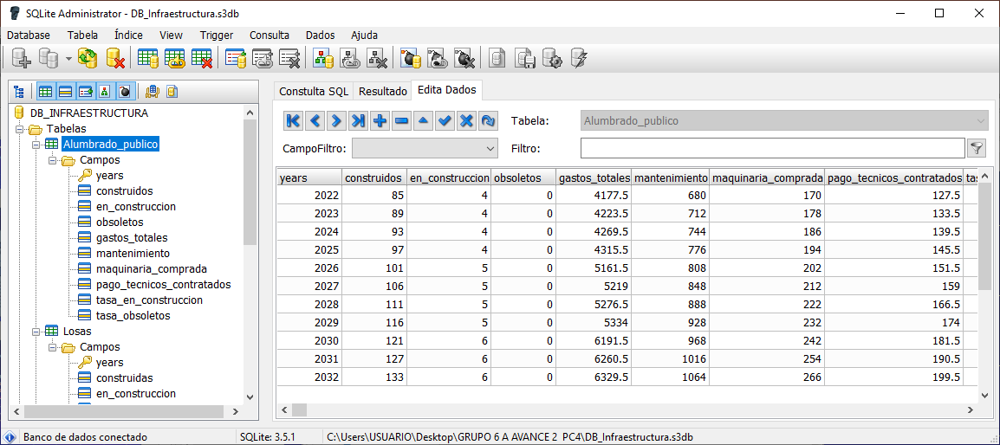 SQLite Administrator - DB_Infraestructura.s3db
Database Tabela Índice View Trigger Consulta Dados Ajuda
DB_INFRAESTRUCTURA
Tabelas
Alumbrado_publico
Campos
years
construidos
en_construccion
obsoletos
gastos_totales
mantenimiento
maquinaria_comprada
pago_tecnicos_contratados
tasa_en_construccion
tasa_obsoletos
Losas
Campos
years
construidas
en_construccion
Constulta SQL Resultado Edita Dados
Tabela: Alumbrado_publico
CampoFiltro: Filtro:
years construidos en_construccion obsoletos gastos_totales mantenimiento maquinaria_comprada pago_tecnicos_contratados tas
2022 85 4 0 4177.5 680 170 127.5
2023 89 4 0 4223.5 712 178 133.5
2024 93 4 0 4269.5 744 186 139.5
2025 97 4 0 4315.5 776 194 145.5
2026 101 5 0 5161.5 808 202 151.5
2027 106 5 0 5219 848 212 159
2028 111 5 0 5276.5 888 222 166.5
2029 116 5 0 5334 928 232 174
2030 121 6 0 6191.5 968 242 181.5
2031 127 6 0 6260.5 1016 254 190.5
2032 133 6 0 6329.5 1064 266 199.5
Banco de dados conectado SQLite: 3.5.1 C:\Users\USUARIO\Desktop\GRUPO 6 A AVANCE 2 PC4\DB_Infraestructura.s3db